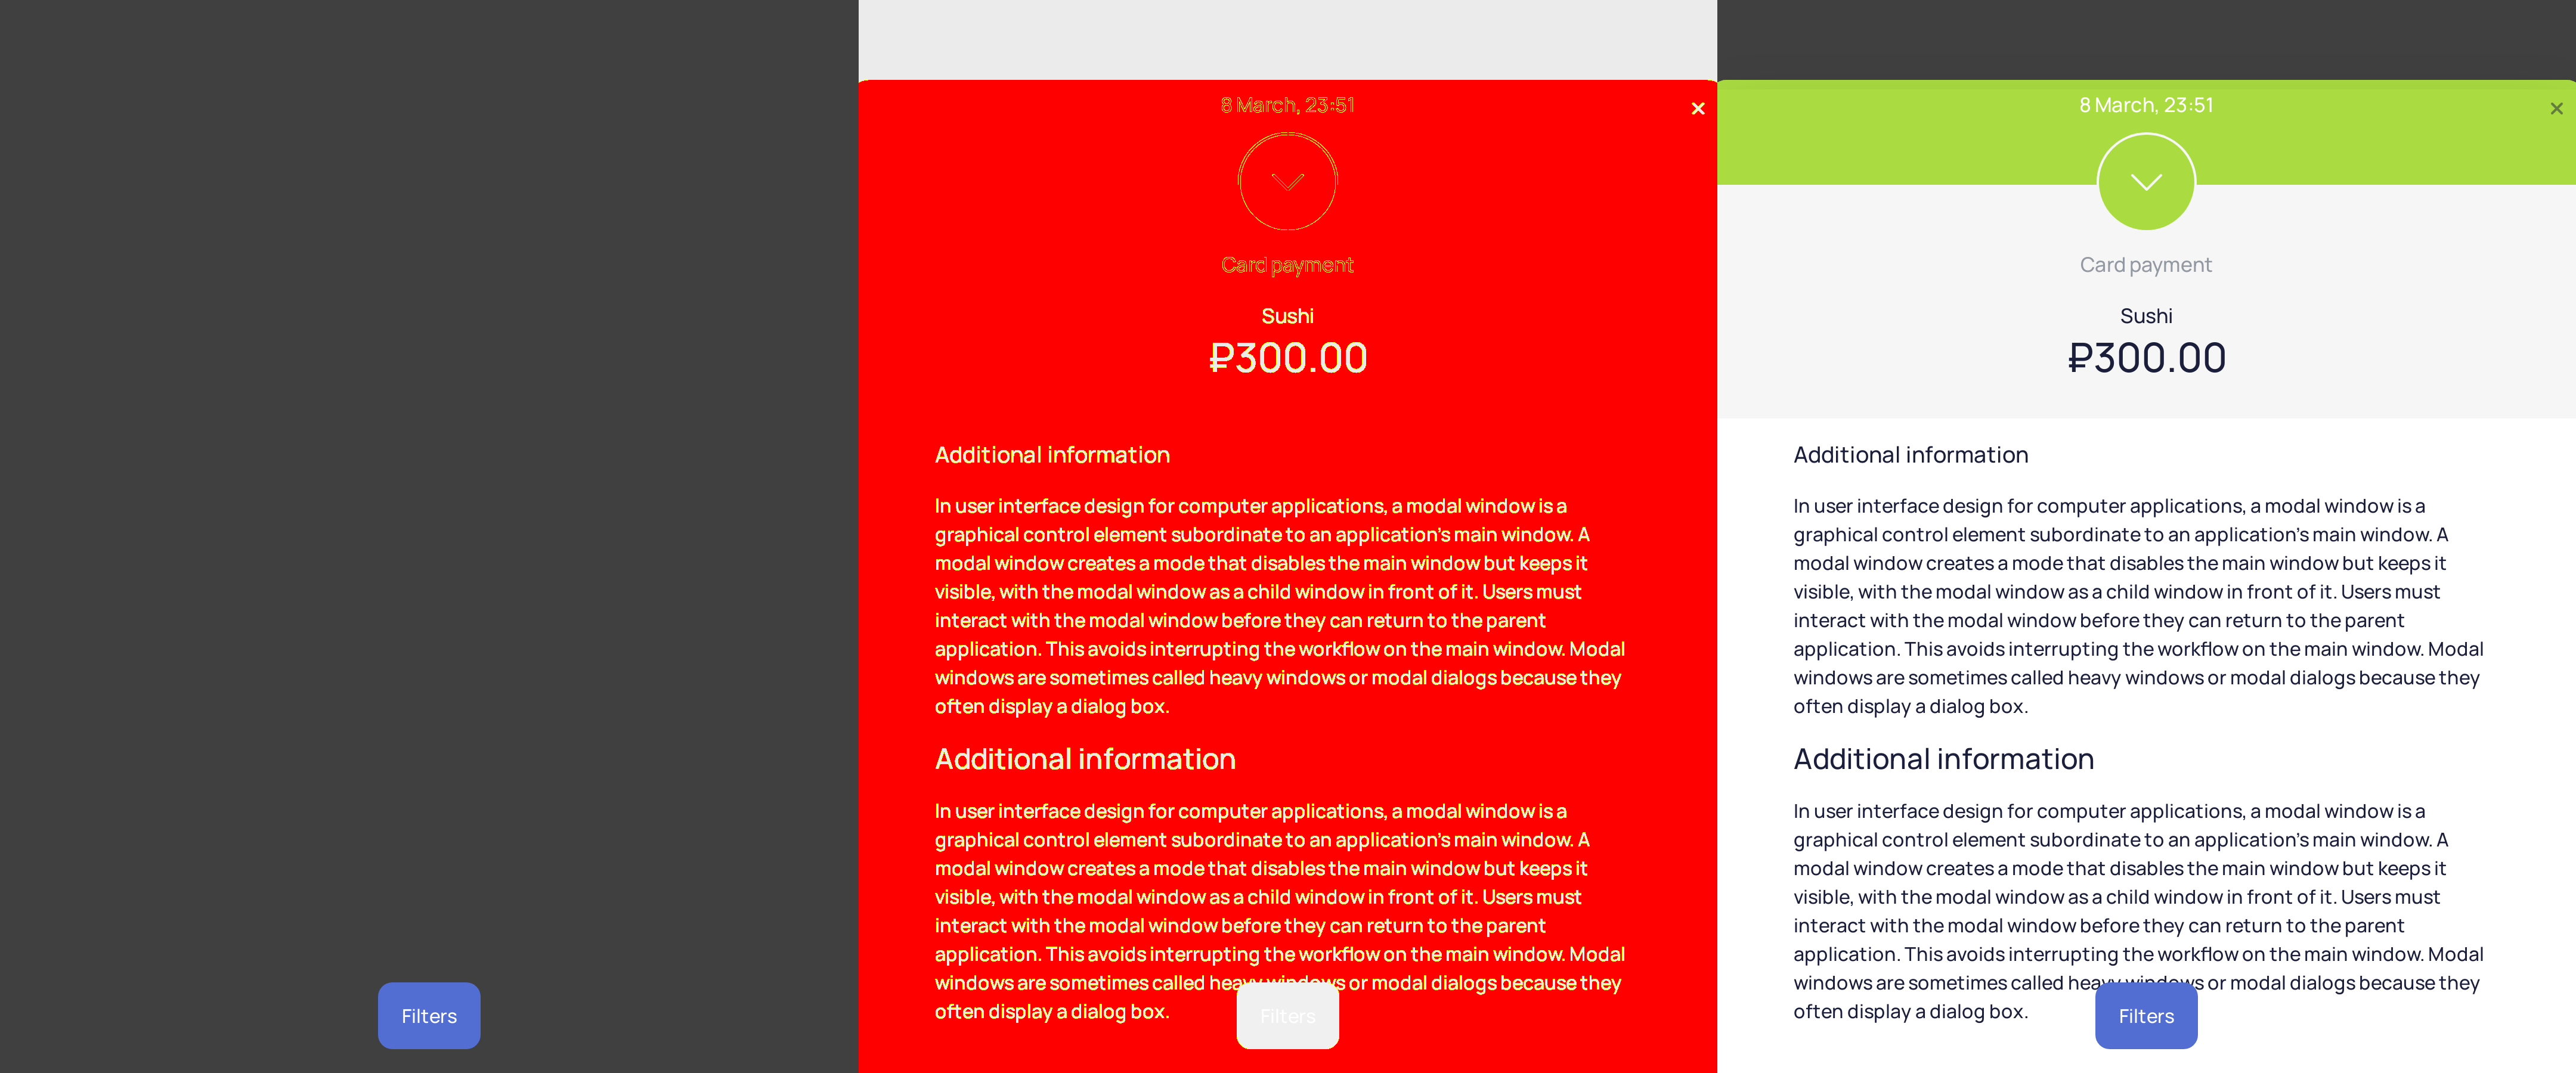 Filters
8 March, 23:51
Card payment
Sushi
₽300.00
Additional information
In user interface design for computer applications, a modal window is a
graphical control element subordinate to an application's main window. A
modal window creates a mode that disables the main window but keeps it
visible, with the modal window as a child window in front of it. Users must
interact with the modal window before they can return to the parent
application. This avoids interrupting the workflow on the main window. Modal
windows are sometimes called heavy windows or modal dialogs because they
often display a dialog box.
Additional information
In user interface design for computer applications, a modal window is a
graphical control element subordinate to an application's main window. A
modal window creates a mode that disables the main window but keeps it
visible, with the modal window as a child window in front of it. Users must
interact with the modal window before they can return to the parent
application. This avoids interrupting the workflow on the main window. Modal
windows are sometimes called heavy windows or modal dialogs because they
often display a dialog box.
Filters
8 March, 23:51
Card payment
Sushi
₽300.00
Additional information
In user interface design for computer applications, a modal window is a
graphical control element subordinate to an application's main window. A
modal window creates a mode that disables the main window but keeps it
visible, with the modal window as a child window in front of it. Users must
interact with the modal window before they can return to the parent
application. This avoids interrupting the workflow on the main window. Modal
windows are sometimes called heavy windows or modal dialogs because they
often display a dialog box.
Additional information
In user interface design for computer applications, a modal window is a
graphical control element subordinate to an application's main window. A
modal window creates a mode that disables the main window but keeps it
visible, with the modal window as a child window in front of it. Users must
interact with the modal window before they can return to the parent
application. This avoids interrupting the workflow on the main window. Modal
windows are sometimes called heavy windows or modal dialogs because they
often display a dialog box.
Filters